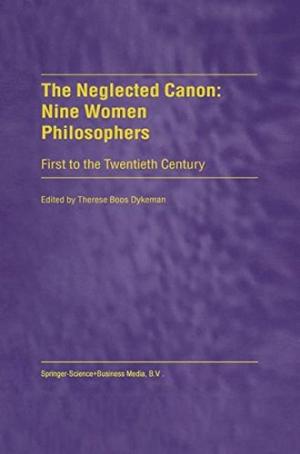 The Neglected Canon:
Nine Women
Philosophers
First to the Twentieth Century
Edited by Therese Boos Dykeman
Springer-Science+Business Media, B.V .